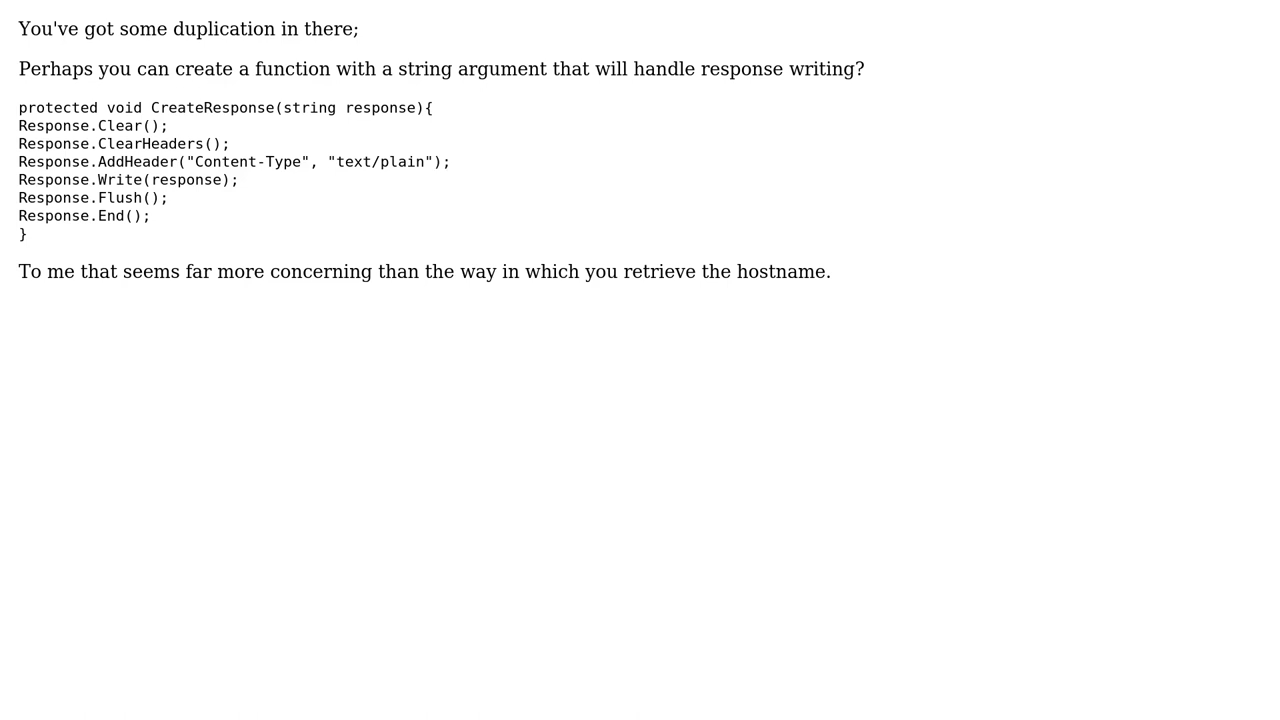 You've got some duplication in there;
Perhaps you can create a function with a string argument that will handle response writing?
protected void CreateResponse(string response){
Response.Clear();
Response.ClearHeaders();
Response.AddHeader("Content-Type", "text/plain");
Response.Write(response);
Response.Flush();
Response.End();
}
To me that seems far more concerning than the way in which you retrieve the hostname.